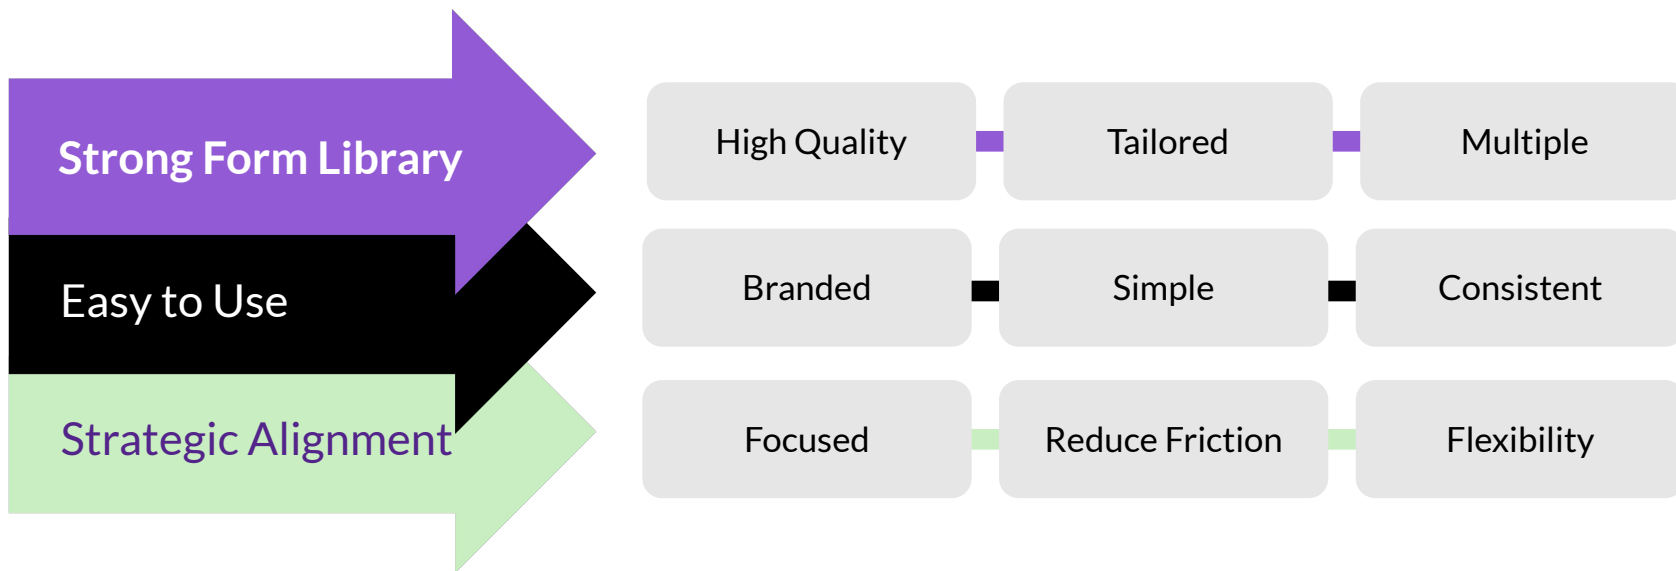 Strong Form Library
High Quality
Tailored
Multiple
Easy to Use
Branded
Simple
Consistent
Strategic Alignment
Focused
Reduce Friction
Flexibility